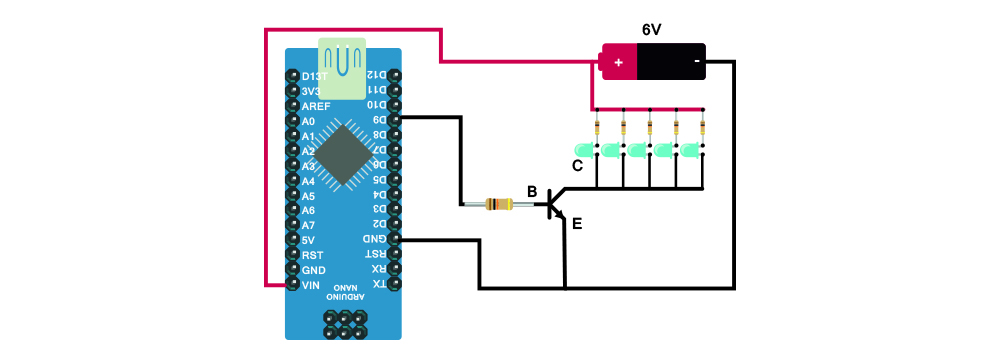 6V
+ -
D13T
3V3
AREF
A0
A1
A2
A3
A4
A5
A6
A7
5V
RST
GND
VIN
D12
D11
D10
D9
D8
D7
D6
D5
D4
D3
D2
GND
RST
RX
TX
ARDUINO
NANO
B
C
E